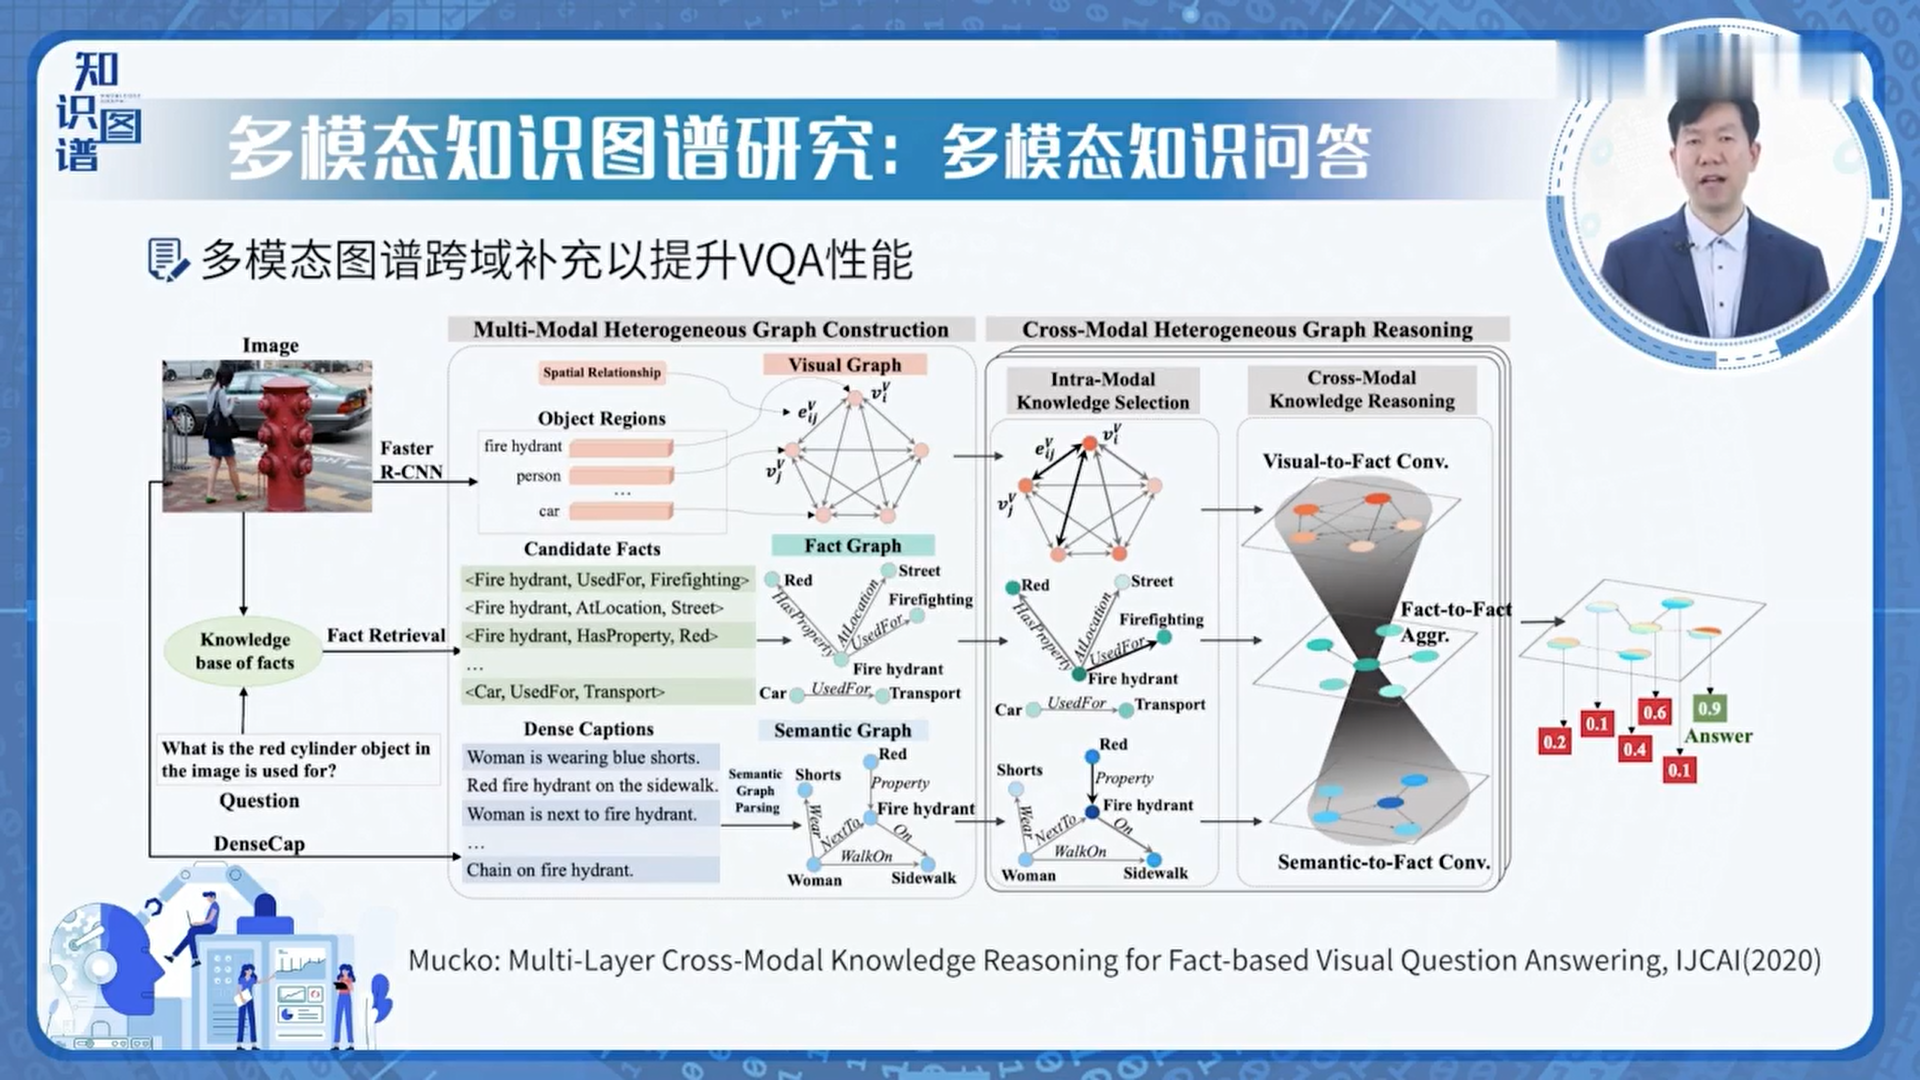 知识图谱
多模态知识图谱研究：多模态知识问答
多模态图谱跨域补充以提升VQA性能
Image
Faster
R-CNN
Knowledge
base of facts
Fact Retrieval
What is the red cylinder object in
the image is used for?
Question
DenseCap
Multi-Modal Heterogeneous Graph Construction
Spatial Relationship
Visual Graph
Object Regions
fire hydrant
person
...
car
e_ij^V
v_i^V
v_j^V
Candidate Facts
<Fire hydrant, UsedFor, Firefighting>
<Fire hydrant, AtLocation, Street>
<Fire hydrant, HasProperty, Red>
...
<Car, UsedFor, Transport>
Fact Graph
Red
Street
Firefighting
HasProperty
AtLocation
UsedFor
Fire hydrant
Car
UsedFor
Transport
Dense Captions
Woman is wearing blue shorts.
Red fire hydrant on the sidewalk.
Woman is next to fire hydrant.
...
Chain on fire hydrant.
Semantic
Graph
Parsing
Semantic Graph
Red
Shorts
Property
Fire hydrant
Wear
NextTo
On
WalkOn
Woman
Sidewalk
Cross-Modal Heterogeneous Graph Reasoning
Intra-Modal
Knowledge Selection
e_ij^V
v_i^V
v_j^V
Red
Street
Firefighting
HasProperty
AtLocation
UsedFor
Fire hydrant
Car
UsedFor
Transport
Red
Shorts
Property
Fire hydrant
Wear
NextTo
On
WalkOn
Woman
Sidewalk
Cross-Modal
Knowledge Reasoning
Visual-to-Fact Conv.
Fact-to-Fact
Aggr.
Semantic-to-Fact Conv.
0.2
0.1
0.4
0.6
0.1
0.9
Answer
Mucko: Multi-Layer Cross-Modal Knowledge Reasoning for Fact-based Visual Question Answering, IJCAI(2020)